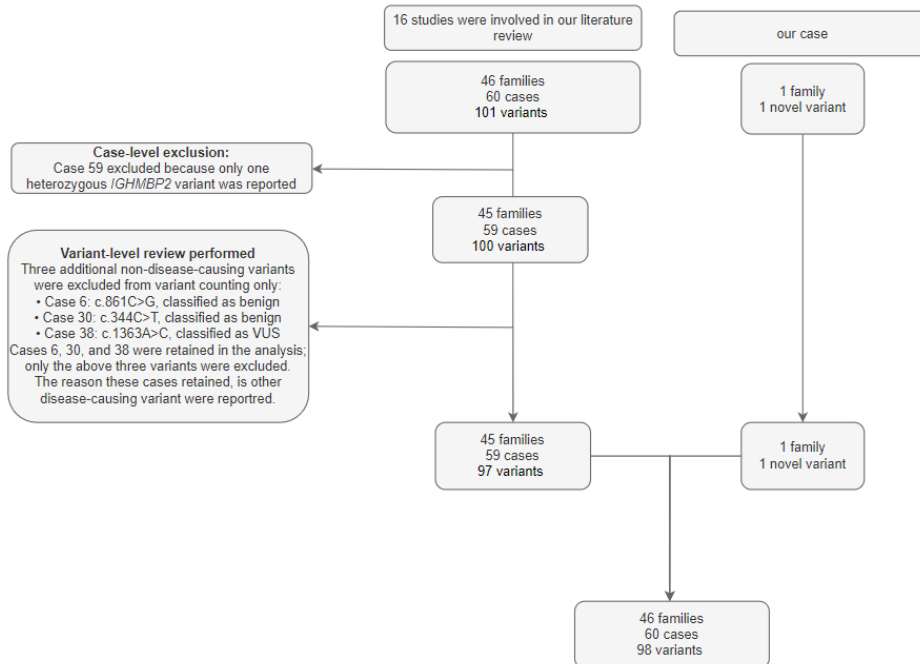 16 studies were involved in our literature
review
our case
46 families
60 cases
101 variants
1 family
1 novel variant
Case-level exclusion:
Case 59 excluded because only one
heterozygous IGHMBP2 variant was reported
45 families
59 cases
100 variants
Variant-level review performed
Three additional non-disease-causing variants
were excluded from variant counting only:
• Case 6: c.861C>G, classified as benign
• Case 30: c.344C>T, classified as benign
• Case 38: c.1363A>C, classified as VUS
Cases 6, 30, and 38 were retained in the analysis;
only the above three variants were excluded.
The reason these cases retained, is other
disease-causing variant were reportred.
45 families
59 cases
97 variants
1 family
1 novel variant
46 families
60 cases
98 variants